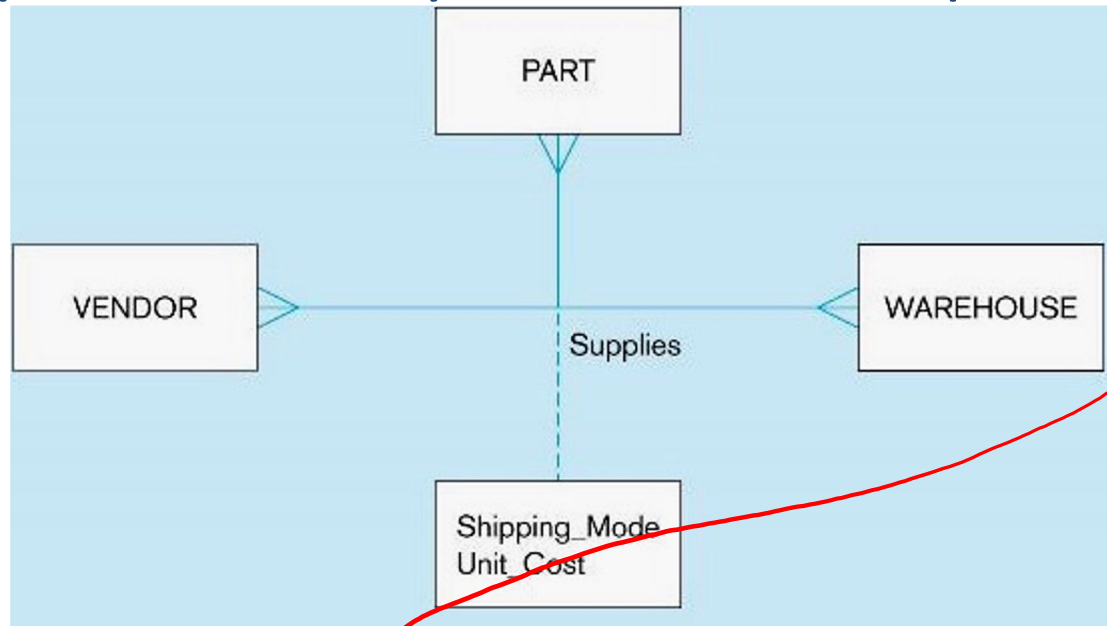 PART
VENDOR
WAREHOUSE
Supplies
Shipping_Mode
Unit_Cost